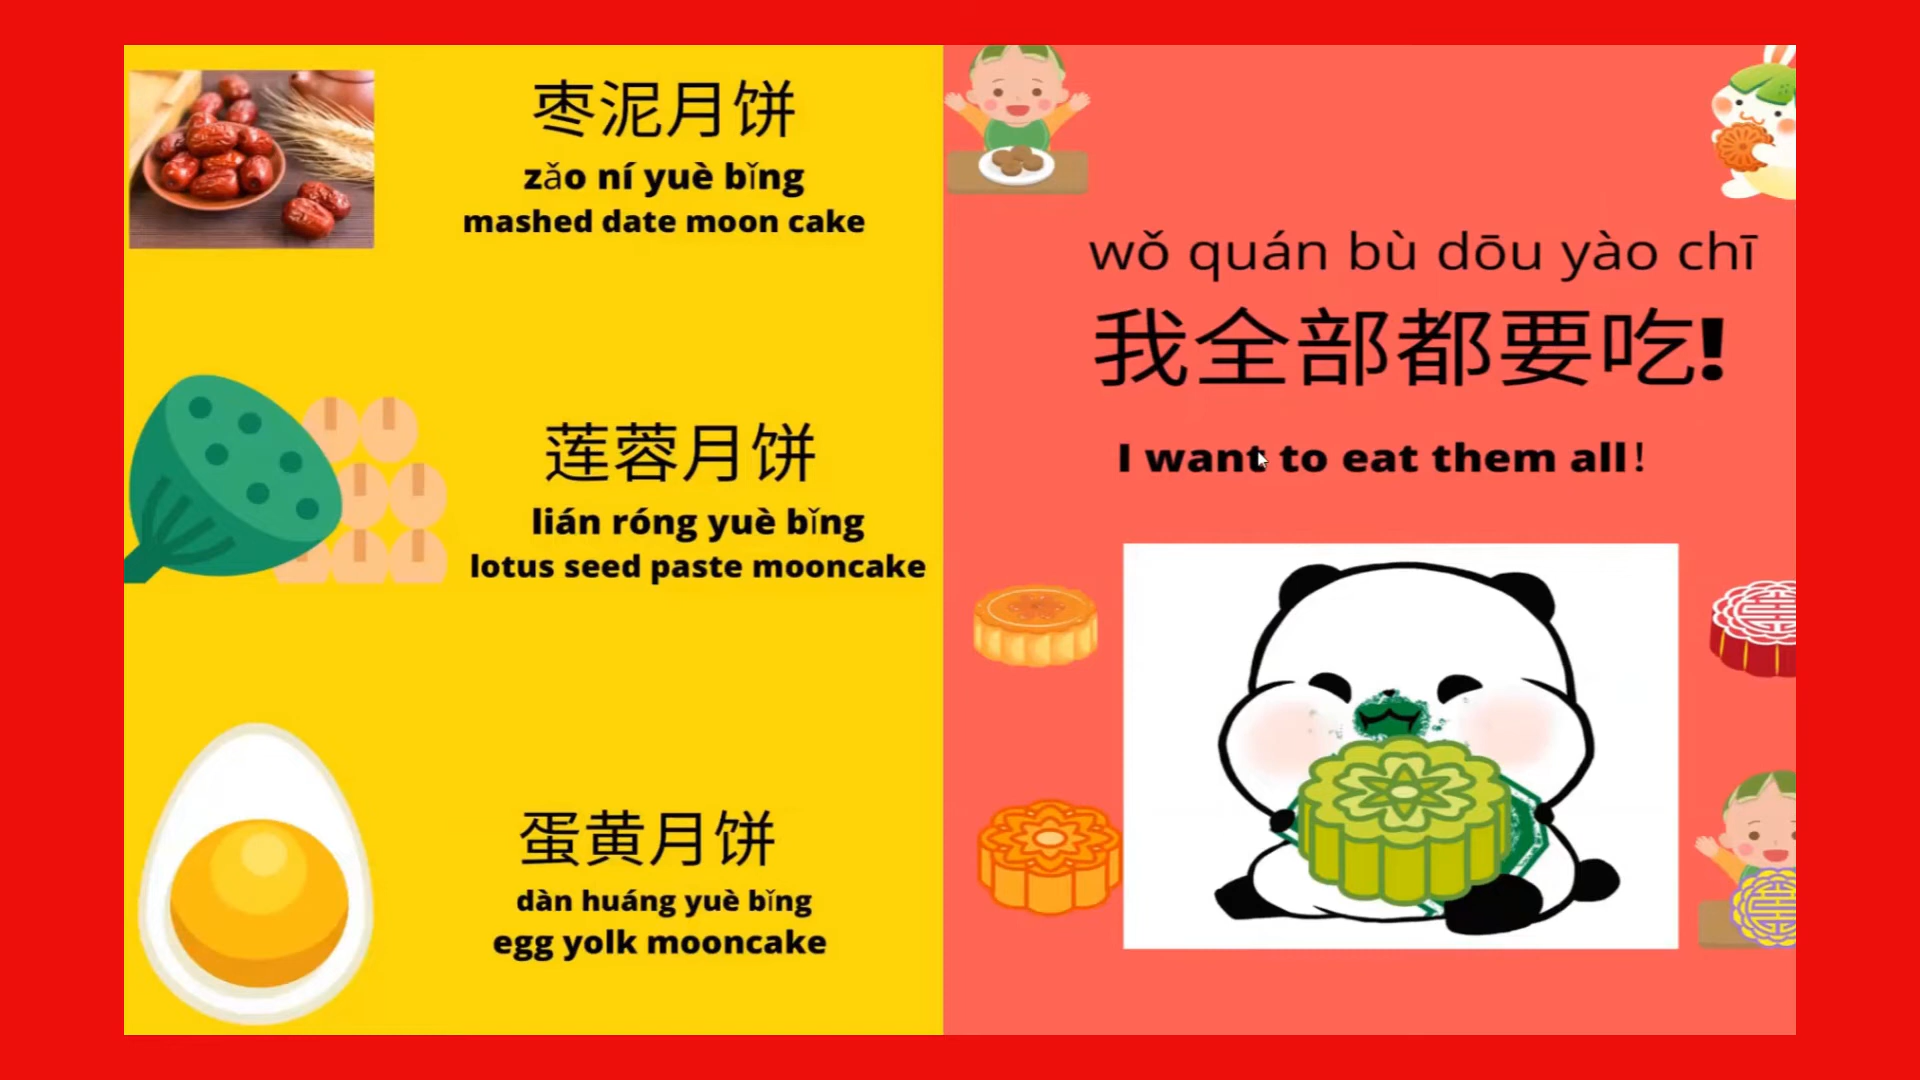 枣泥月饼
zǎo ní yuè bǐng
mashed date moon cake
莲蓉月饼
lián róng yuè bǐng
lotus seed paste mooncake
蛋黄月饼
dàn huáng yuè bǐng
egg yolk mooncake
wǒ quán bù dōu yào chī
我全部都要吃!
I want to eat them all!